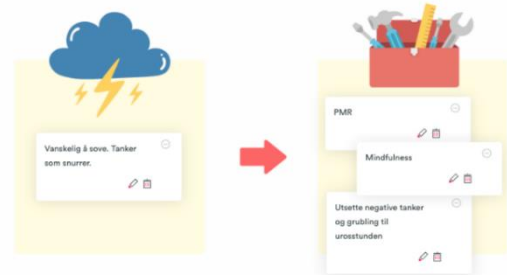 Vanskelig å sove. Tanker
som snurrer.
PMR
Mindfulness
Utsette negative tanker
og grubling til
urosstunden